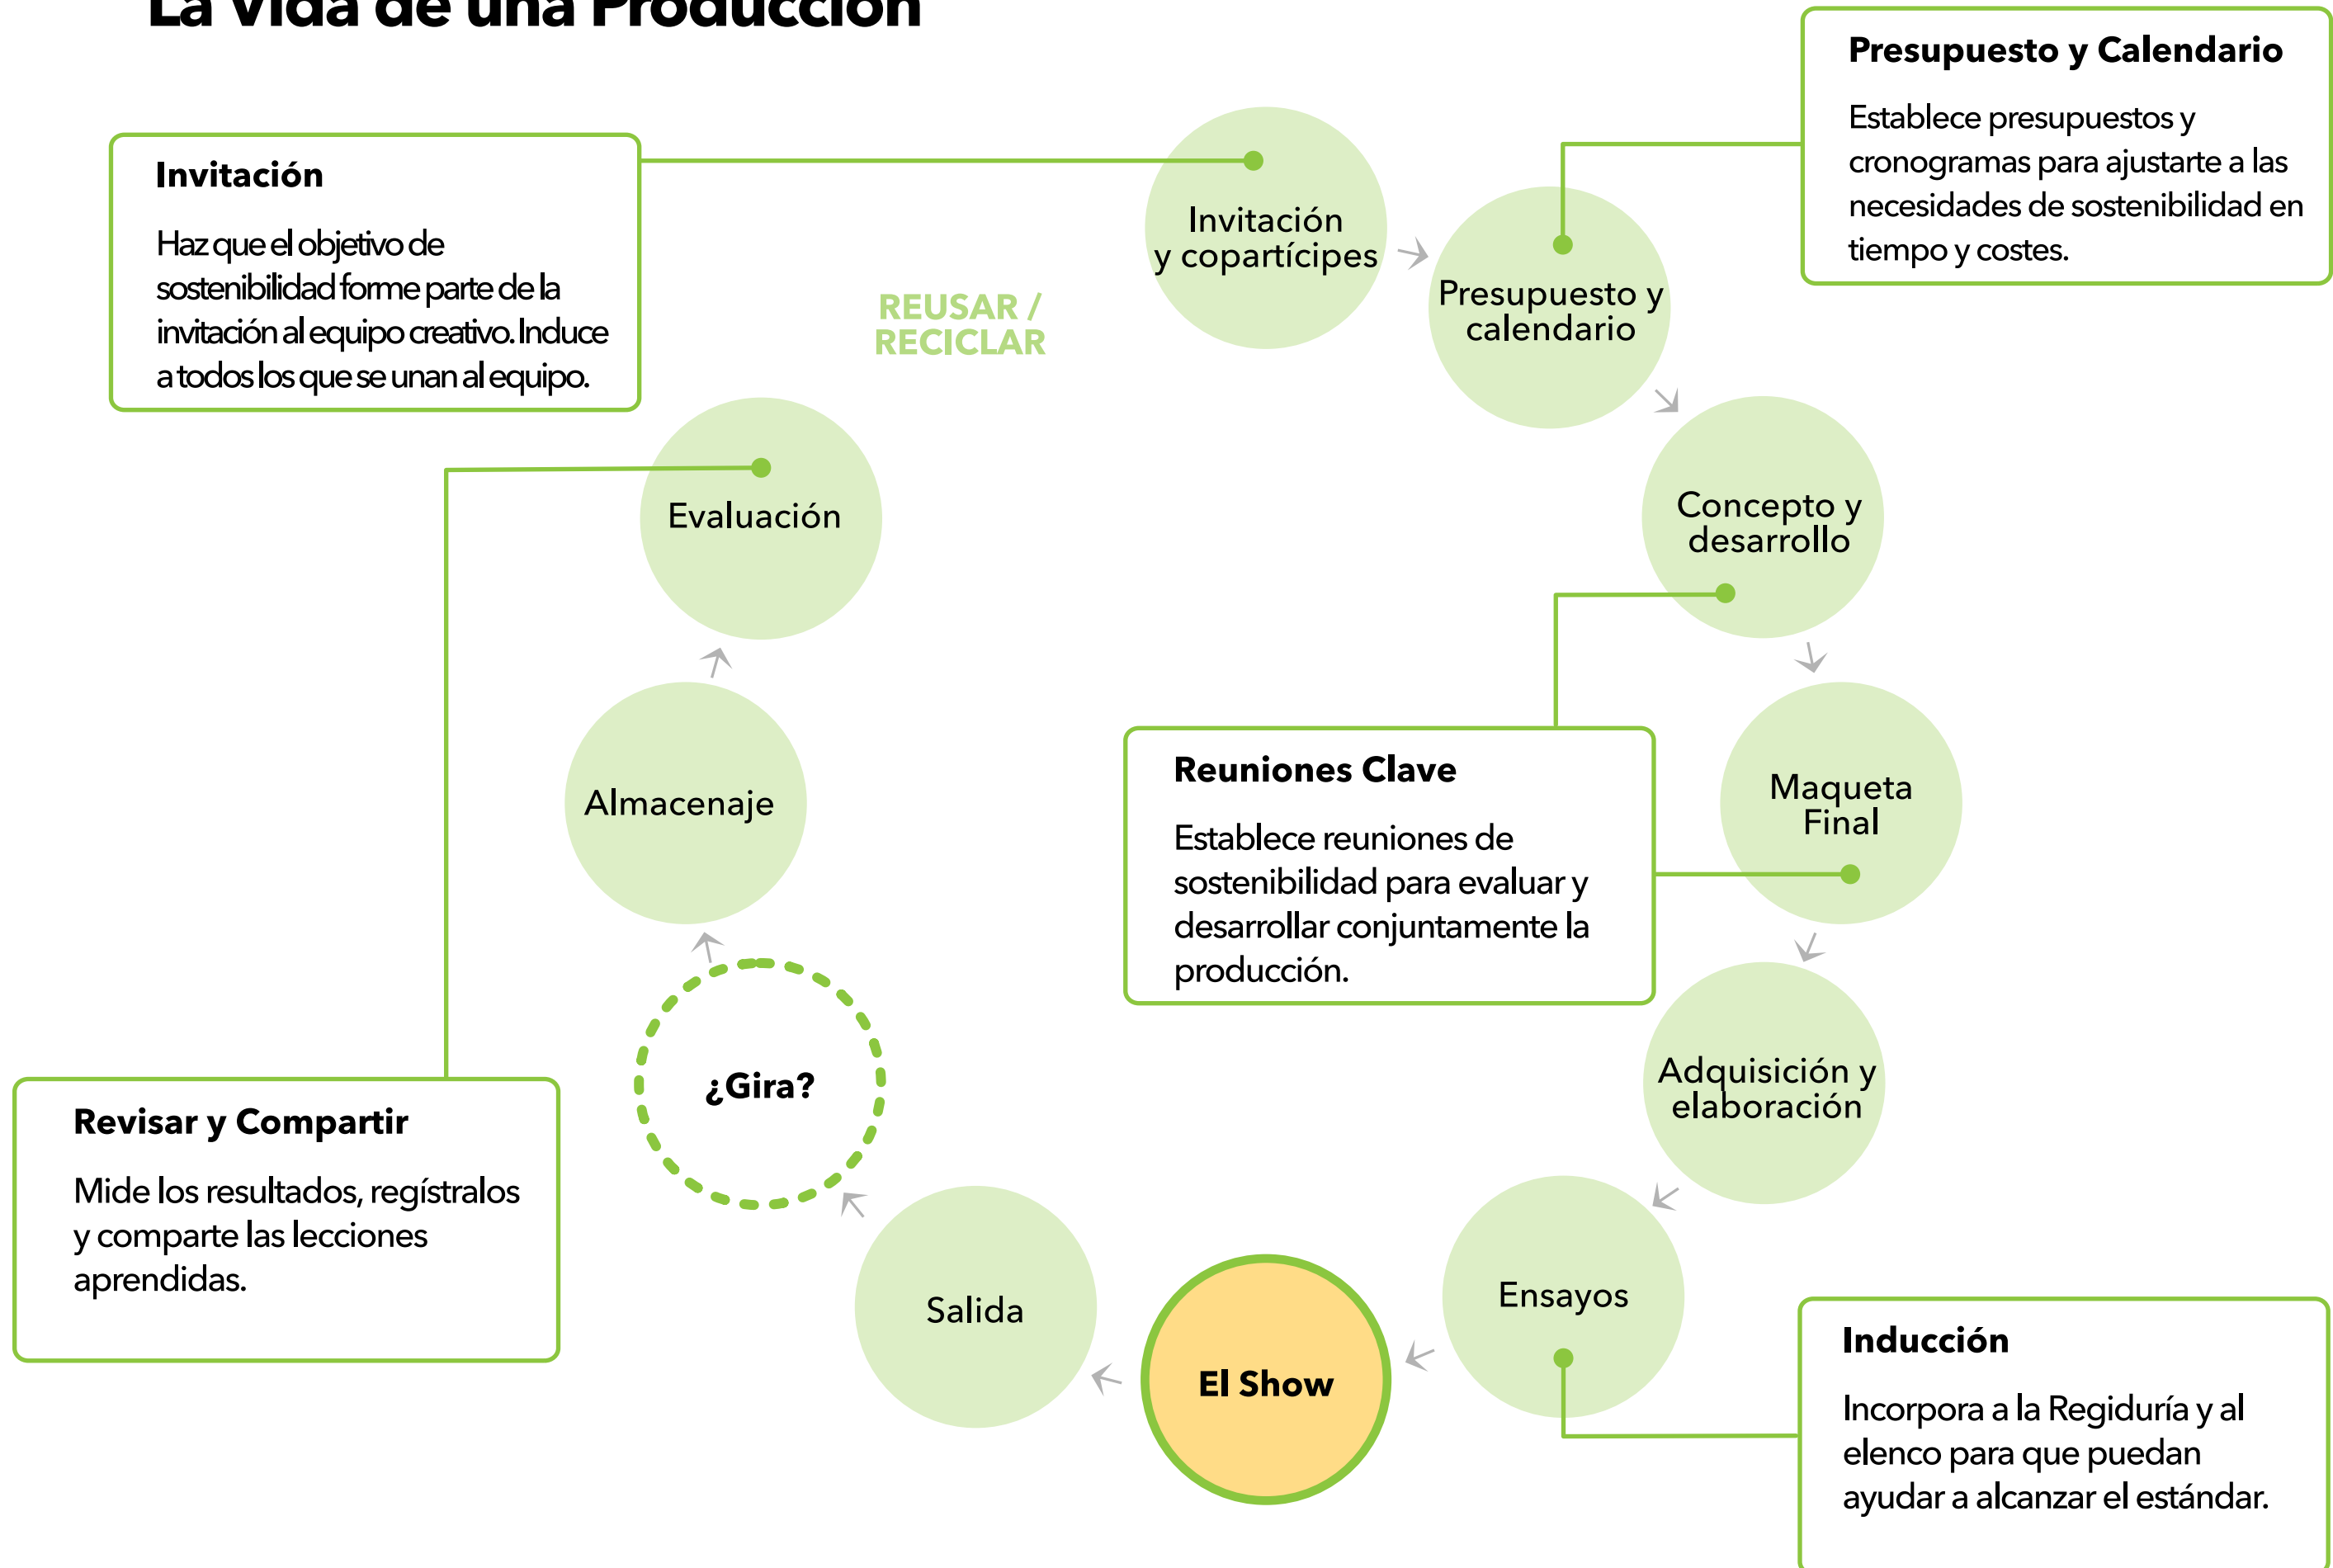 La Vida de una Producción
Presupuesto y Calendario
Establece presupuestos y
cronogramas para ajustarte a las
necesidades de sostenibilidad en
tiempo y costes.
Invitación
Haz que el objetivo de
sostenibilidad forme parte de la
invitación al equipo creativo. Induce
a todos los que se unan al equipo.
Invitación
y copartícipes
Presupuesto y
calendario
REUSAR /
RECICLAR
Concepto y
desarrollo
Evaluación
Reuniones Clave
Establece reuniones de
sostenibilidad para evaluar y
desarrollar conjuntamente la
producción.
Maqueta
Final
Almacenaje
Adquisición y
elaboración
¿Gira?
Revisar y Compartir
Mide los resultados, regístralos
y comparte las lecciones
aprendidas.
Ensayos
Salida
El Show
Inducción
Incorpora a la Regiduría y al
elenco para que puedan
ayudar a alcanzar el estándar.